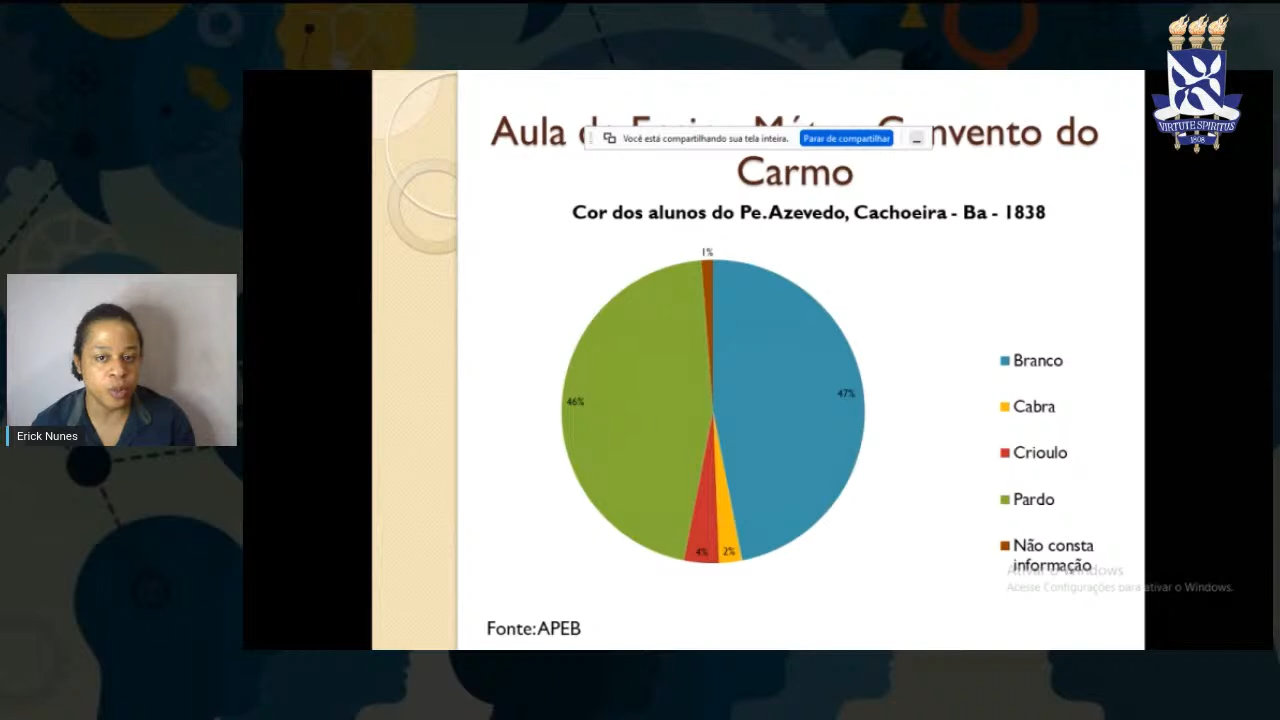 Aula d
nvento do
Carmo
Você está compartilhando sua tela inteira.
Parar de compartilhar
Cor dos alunos do Pe. Azevedo, Cachoeira - Ba - 1838
1%
47%
46%
4%
2%
Branco
Cabra
Crioulo
Pardo
Não consta
informação
Ativar o Windows
Acesse Configurações para ativar o Windows.
Fonte:APEB
Erick Nunes
VIRTUTE SPIRITUS
1808